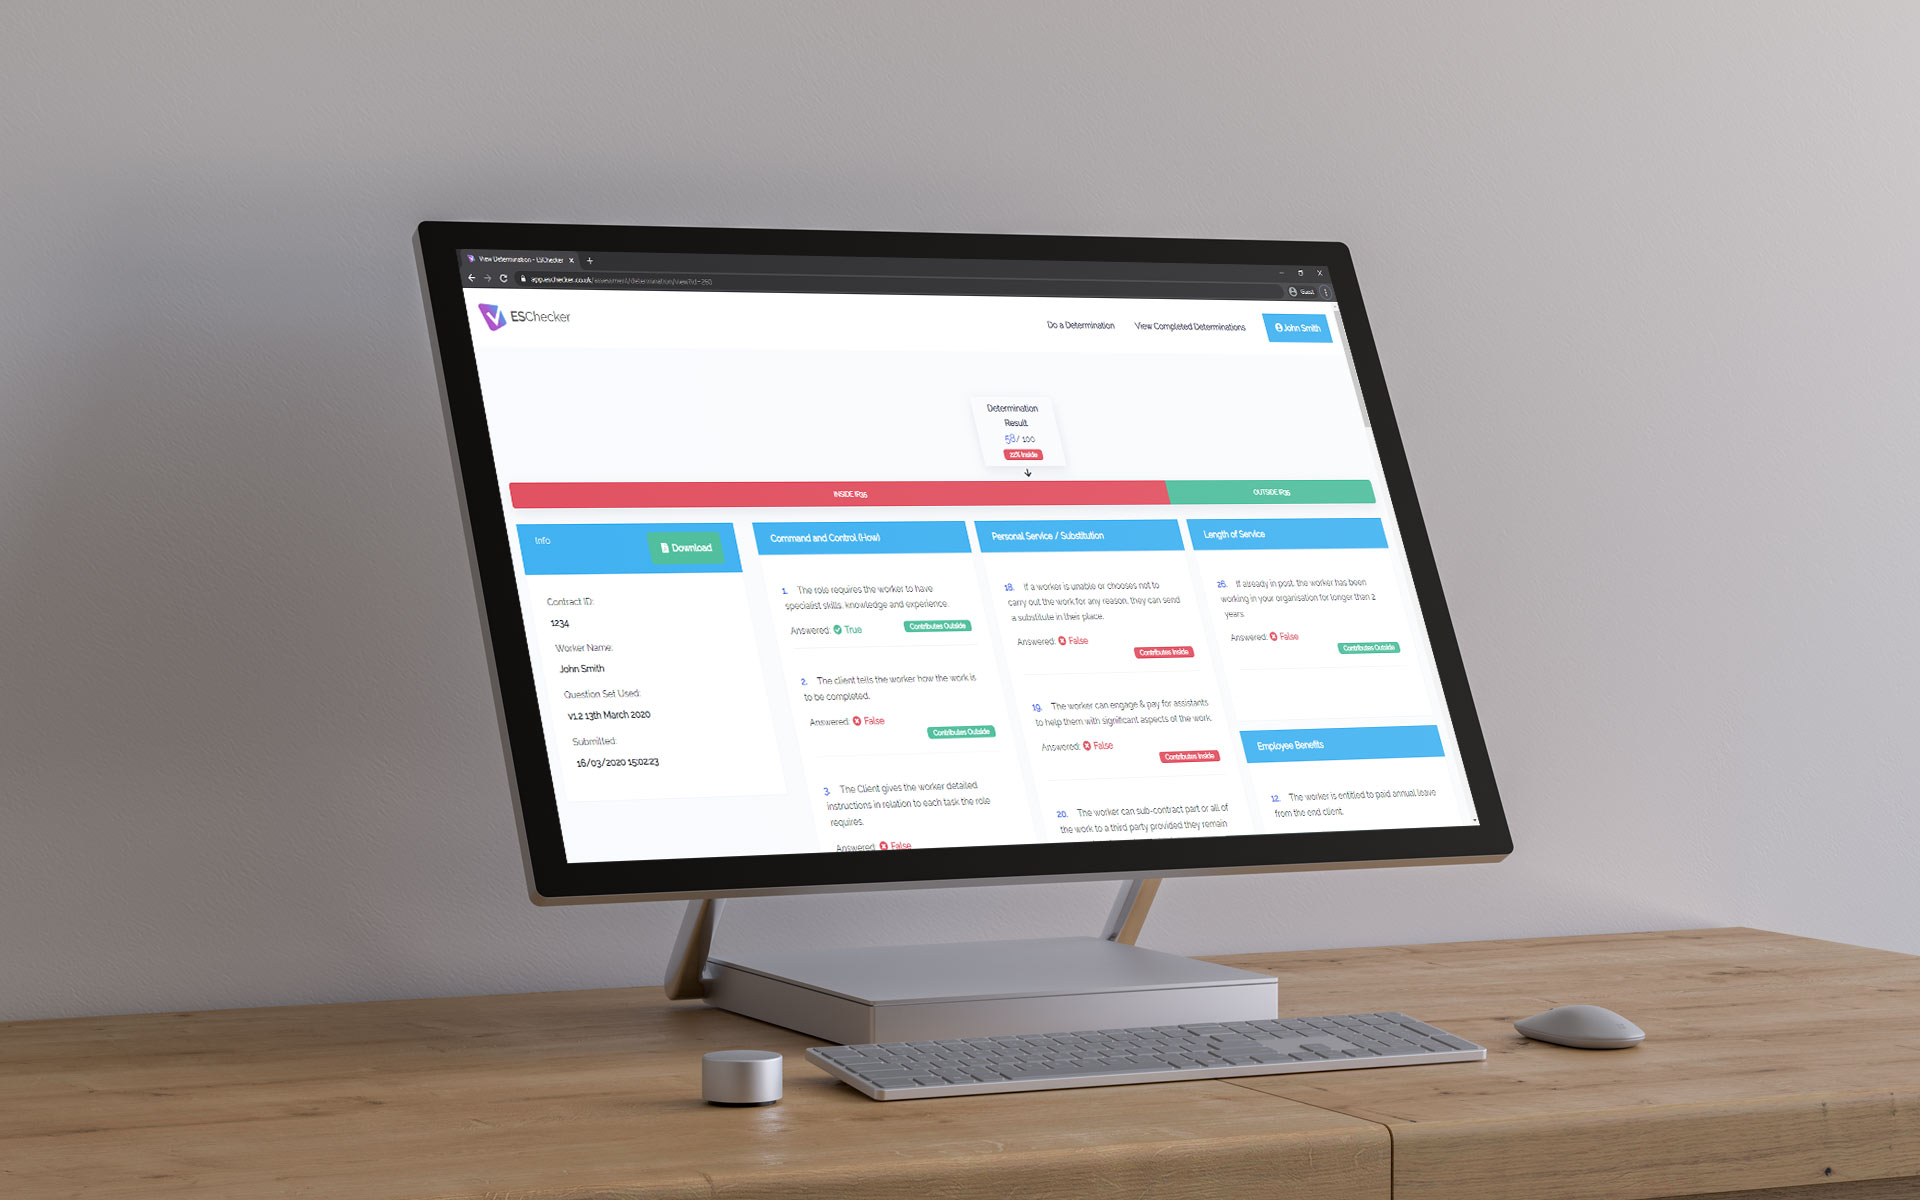 View Determination - ESChecker
app.eschecker.co.uk/assessment/determination/view?id=260
Guest
ESChecker
Do a Determination
View Completed Determinations
John Smith
Determination
Result
58/ 100
22% Inside
INSIDE IR35
OUTSIDE IR35
Info
Download
Contract ID:
1234
Worker Name:
John Smith
Question Set Used:
v1.2 13th March 2020
Submitted:
16/03/2020 15:02:23
Command and Control (How)
1. The role requires the worker to have
specialist skills, knowledge and experience.
Answered: True
Contributes Outside
2. The client tells the worker how the work is
to be completed.
Answered: False
Contributes Outside
3. The Client gives the worker detailed
instructions in relation to each task the role
requires.
Answered: False
Personal Service / Substitution
18. If a worker is unable or chooses not to
carry out the work for any reason, they can send
a substitute in their place.
Answered: False
Contributes Inside
19. The worker can engage & pay for assistants
to help them with significant aspects of the work.
Answered: False
Contributes Inside
20. The worker can sub-contract part or all of
the work to a third party provided they remain
Length of Service
26. If already in post, the worker has been
working in your organisation for longer than 2
years.
Answered: False
Contributes Outside
Employee Benefits
12. The worker is entitled to paid annual leave
from the end client.